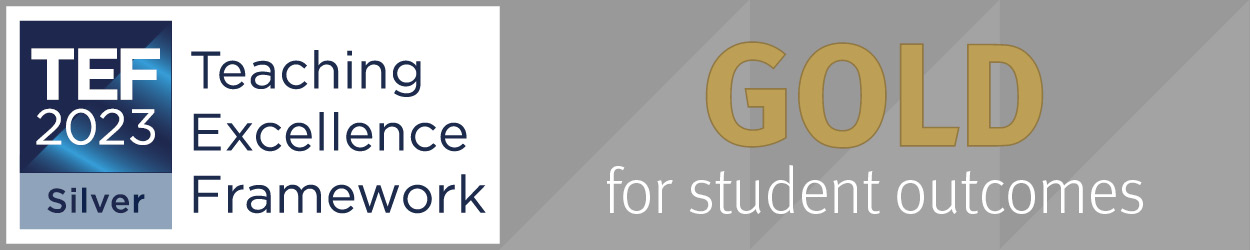 TEF
2023
Silver
Teaching
Excellence
Framework
GOLD
for student outcomes